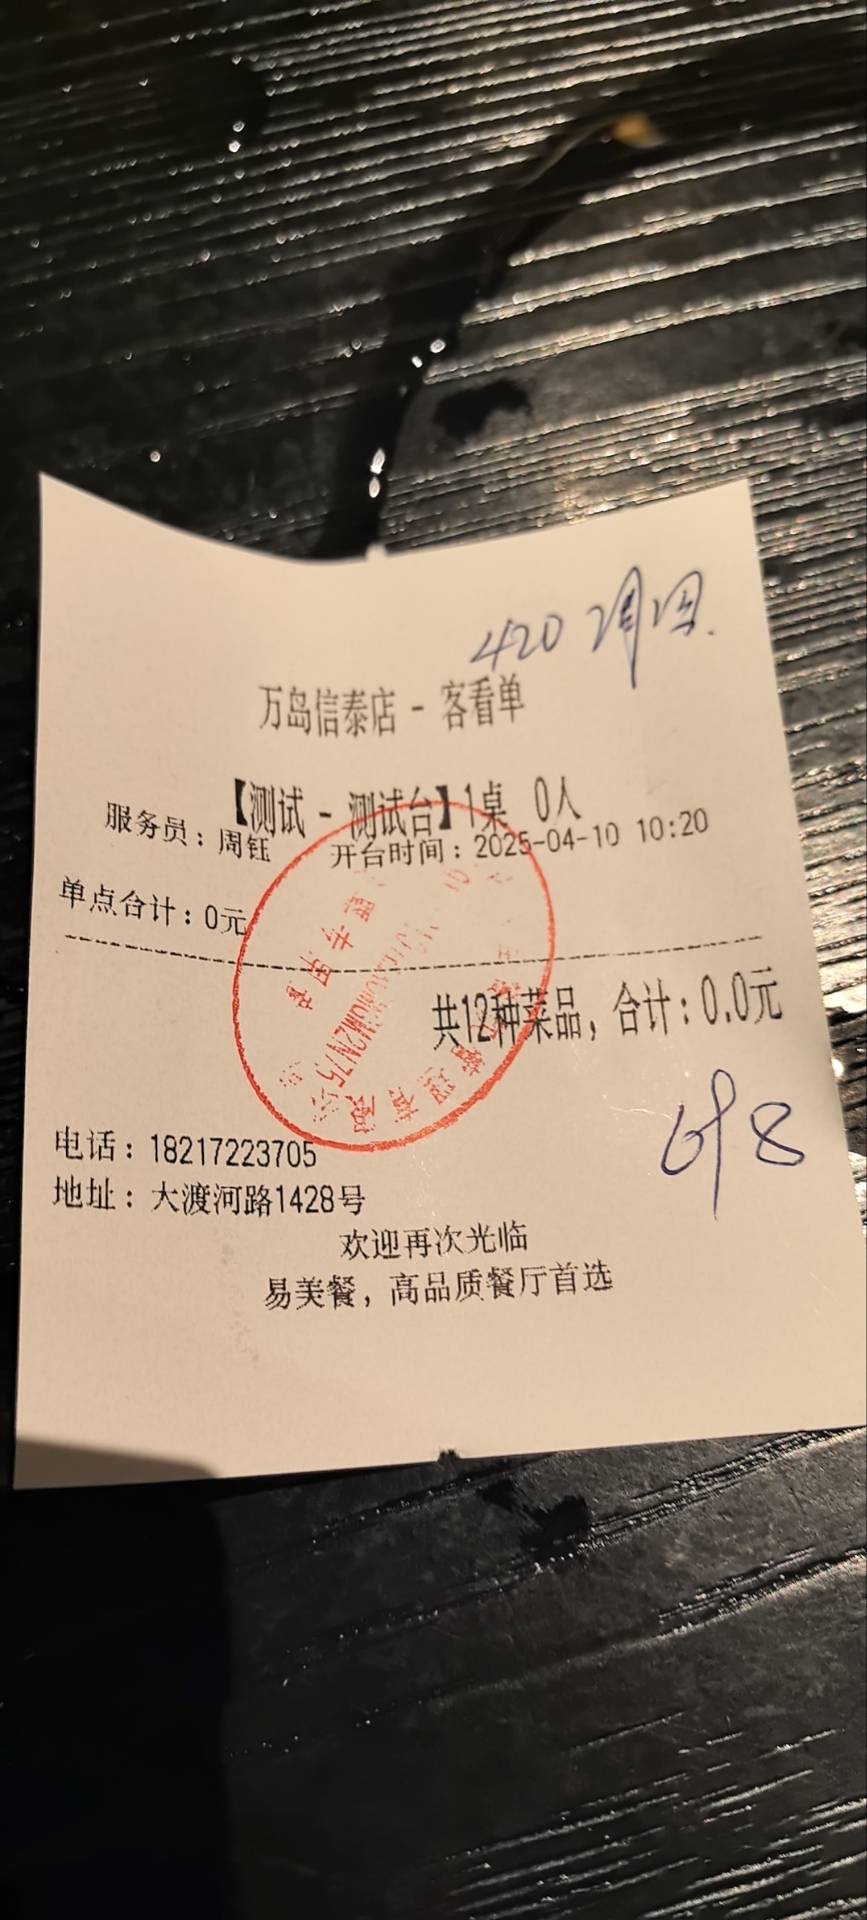 420
万岛信泰店 - 客看单
【测试 - 测试台】1桌 0人
服务员：周钰 开台时间：2025-04-10 10:20
单点合计：0元
共12种菜品，合计：0.0元
电话：18217223705
地址：大渡河路1428号
欢迎再次光临
易美餐，高品质餐厅首选